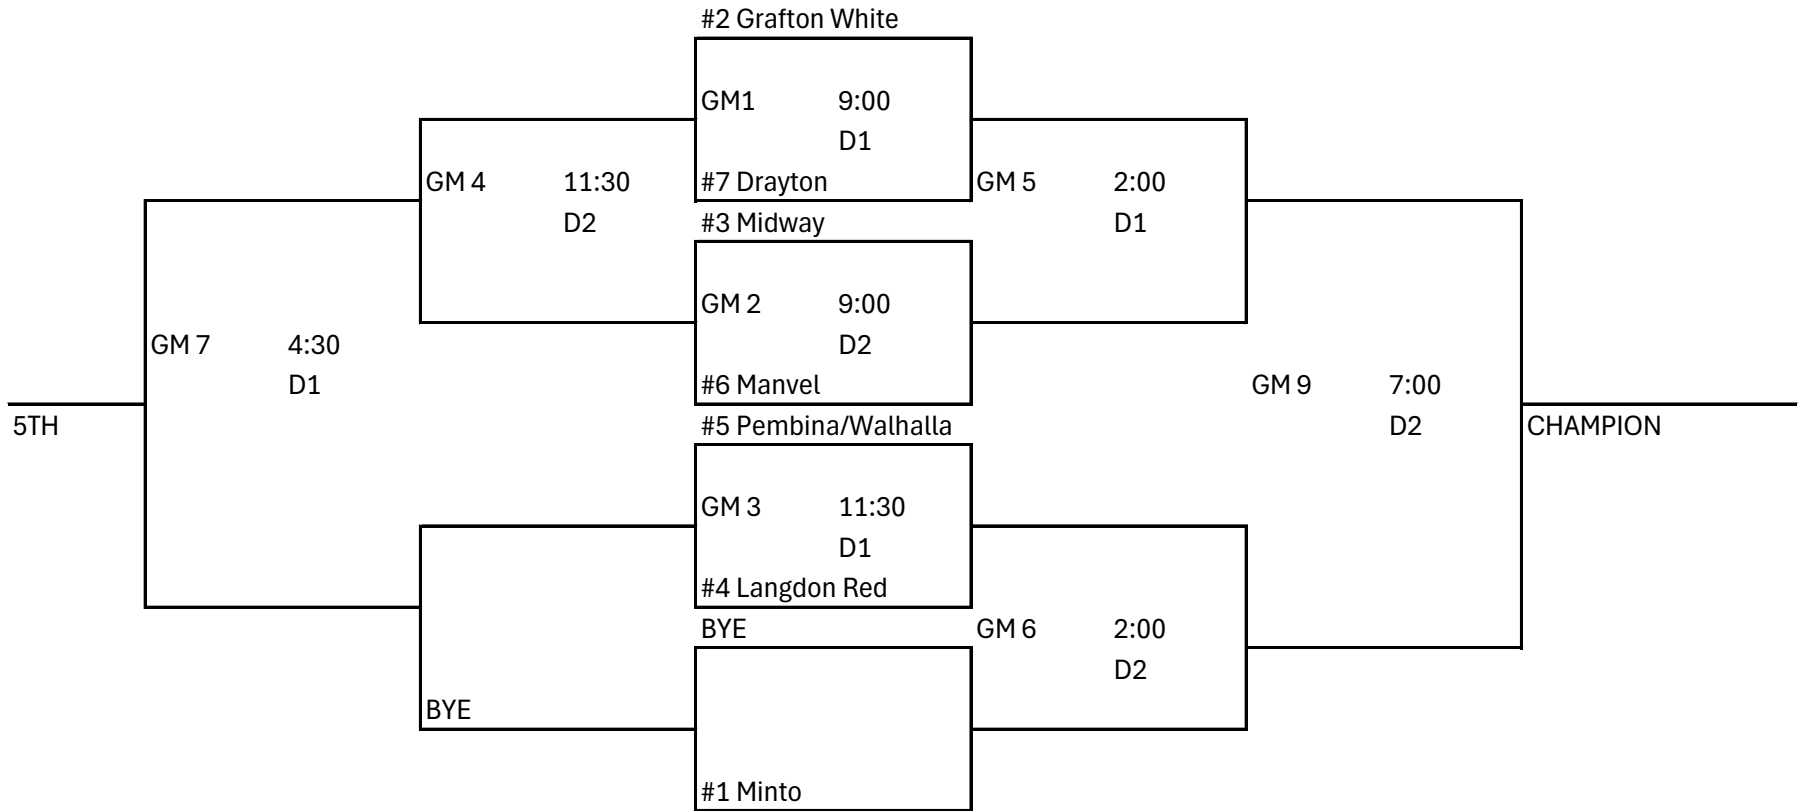 #2 Grafton White
GM1 9:00
D1
GM 4 11:30 #7 Drayton GM 5 2:00
D2 #3 Midway D1
GM 2 9:00
GM 7 4:30 D2
D1 #6 Manvel GM 9 7:00
5TH #5 Pembina/Walhalla D2 CHAMPION
GM 3 11:30
D1
#4 Langdon Red
BYE GM 6 2:00
D2
BYE
#1 Minto